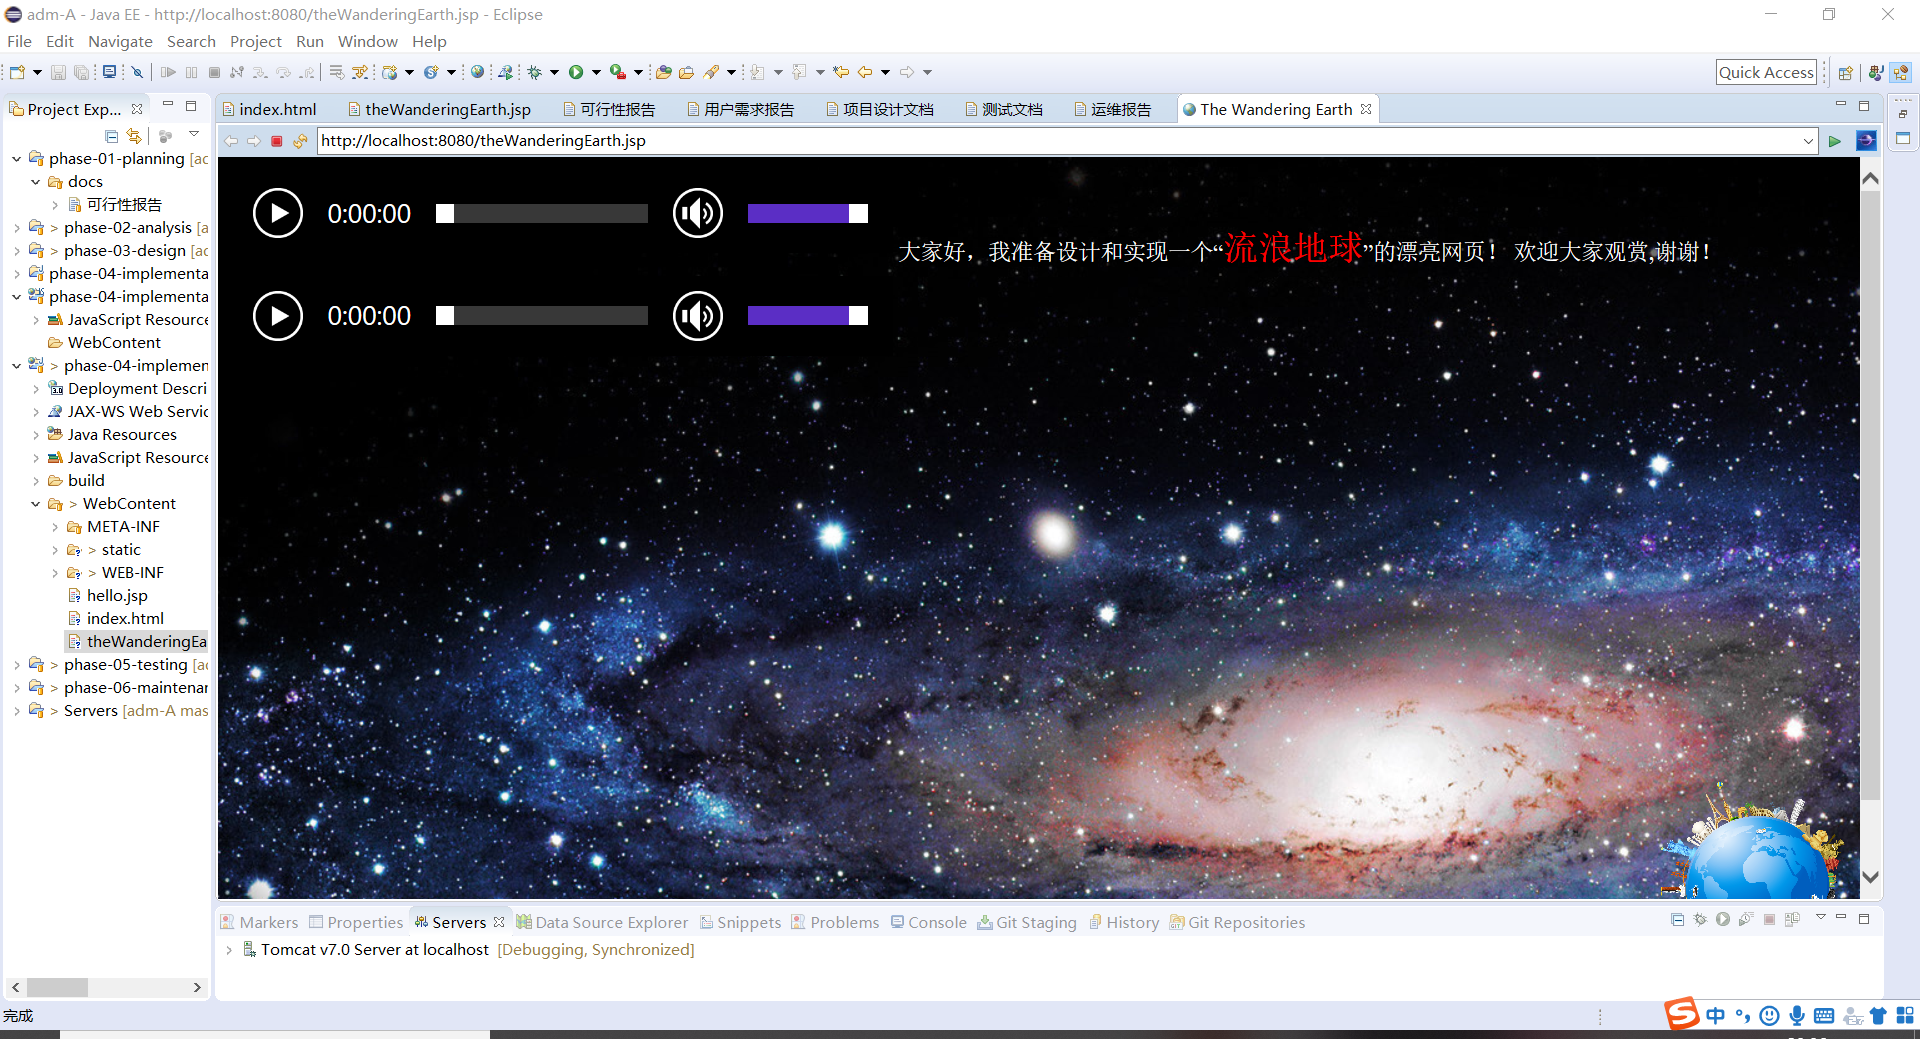 adm-A - Java EE - http://localhost:8080/theWanderingEarth.jsp - Eclipse
File Edit Navigate Search Project Run Window Help
Quick Access
Project Exp...
index.html theWanderingEarth.jsp 可行性报告 用户需求报告 项目设计文档 测试文档 运维报告 The Wandering Earth
http://localhost:8080/theWanderingEarth.jsp
phase-01-planning [ac
docs
可行性报告
> phase-02-analysis [a
> phase-03-design [ac
phase-04-implementa
phase-04-implementa
JavaScript Resource
WebContent
> phase-04-implemen
Deployment Descri
JAX-WS Web Servic
Java Resources
JavaScript Resource
build
> WebContent
META-INF
> static
> WEB-INF
hello.jsp
index.html
theWanderingEa
> phase-05-testing [ac
> phase-06-maintenar
> Servers [adm-A mas
0:00:00
大家好，我准备设计和实现一个“流浪地球”的漂亮网页！ 欢迎大家观赏,谢谢！
0:00:00
Markers Properties Servers Data Source Explorer Snippets Problems Console Git Staging History Git Repositories
Tomcat v7.0 Server at localhost [Debugging, Synchronized]
完成
中